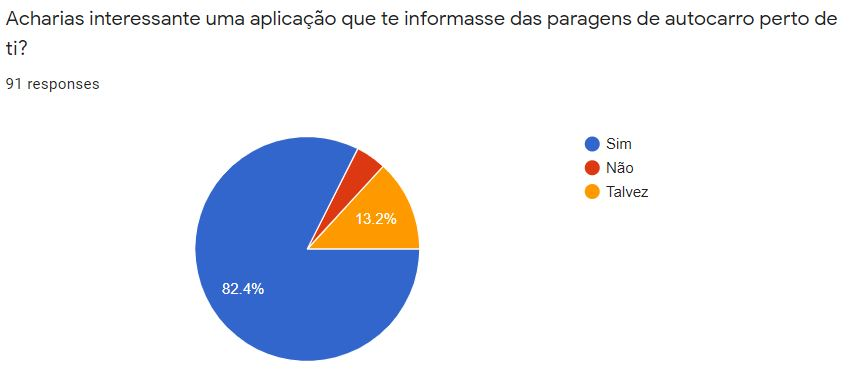 Acharias interessante uma aplicação que te informasse das paragens de autocarro perto de
ti?
91 responses
Sim
Não
Talvez
13.2%
82.4%